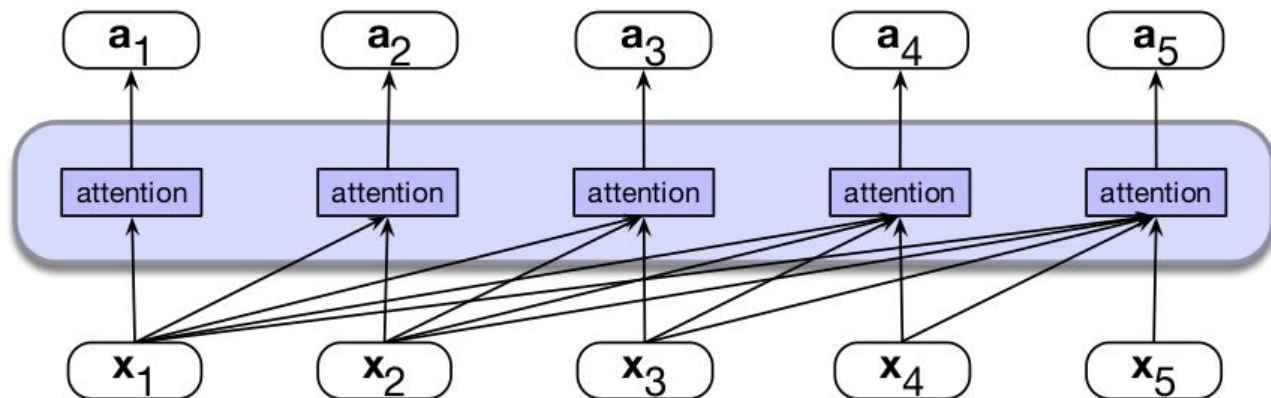 a1 a2 a3 a4 a5
attention attention attention attention attention
x1 x2 x3 x4 x5